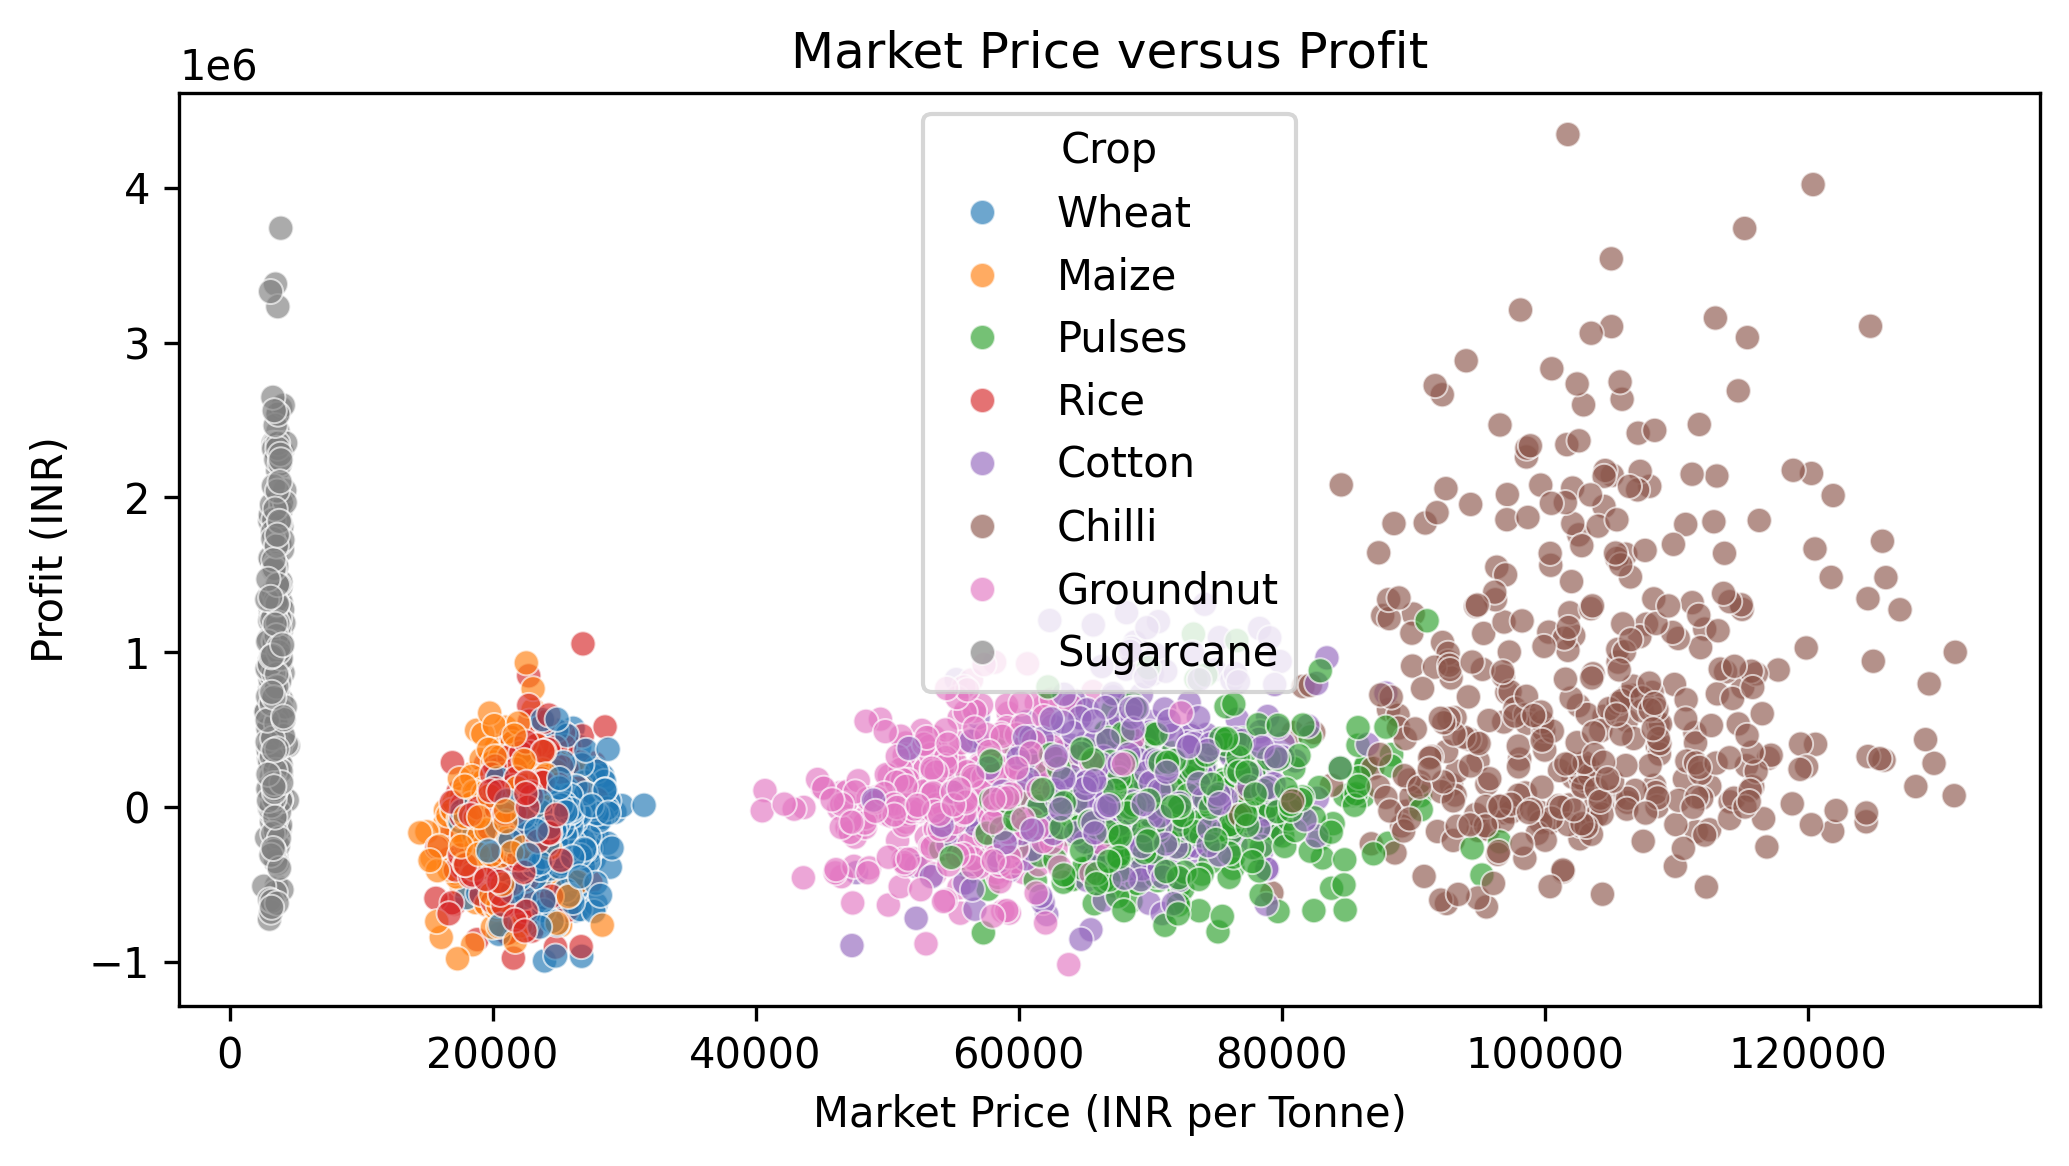 Market Price versus Profit
1e6
Crop
Wheat
Maize
Pulses
Rice
Cotton
Chilli
Groundnut
Sugarcane
4
3
2
1
0
−1
Profit (INR)
0 20000 40000 60000 80000 100000 120000
Market Price (INR per Tonne)